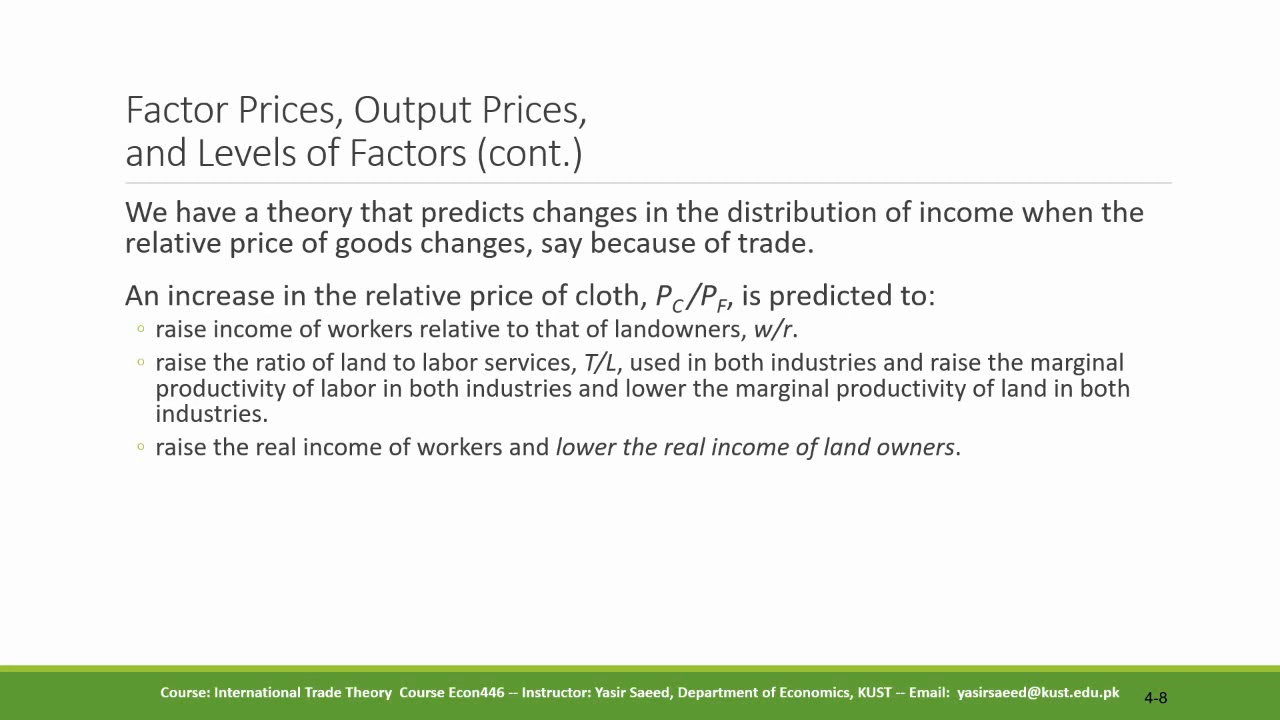 Factor Prices, Output Prices,
and Levels of Factors (cont.)
We have a theory that predicts changes in the distribution of income when the
relative price of goods changes, say because of trade.
An increase in the relative price of cloth, P_C/P_F, is predicted to:
◦ raise income of workers relative to that of landowners, w/r.
◦ raise the ratio of land to labor services, T/L, used in both industries and raise the marginal
productivity of labor in both industries and lower the marginal productivity of land in both
industries.
◦ raise the real income of workers and lower the real income of land owners.
Course: International Trade Theory Course Econ446 -- Instructor: Yasir Saeed, Department of Economics, KUST -- Email: yasirsaeed@kust.edu.pk
4-8